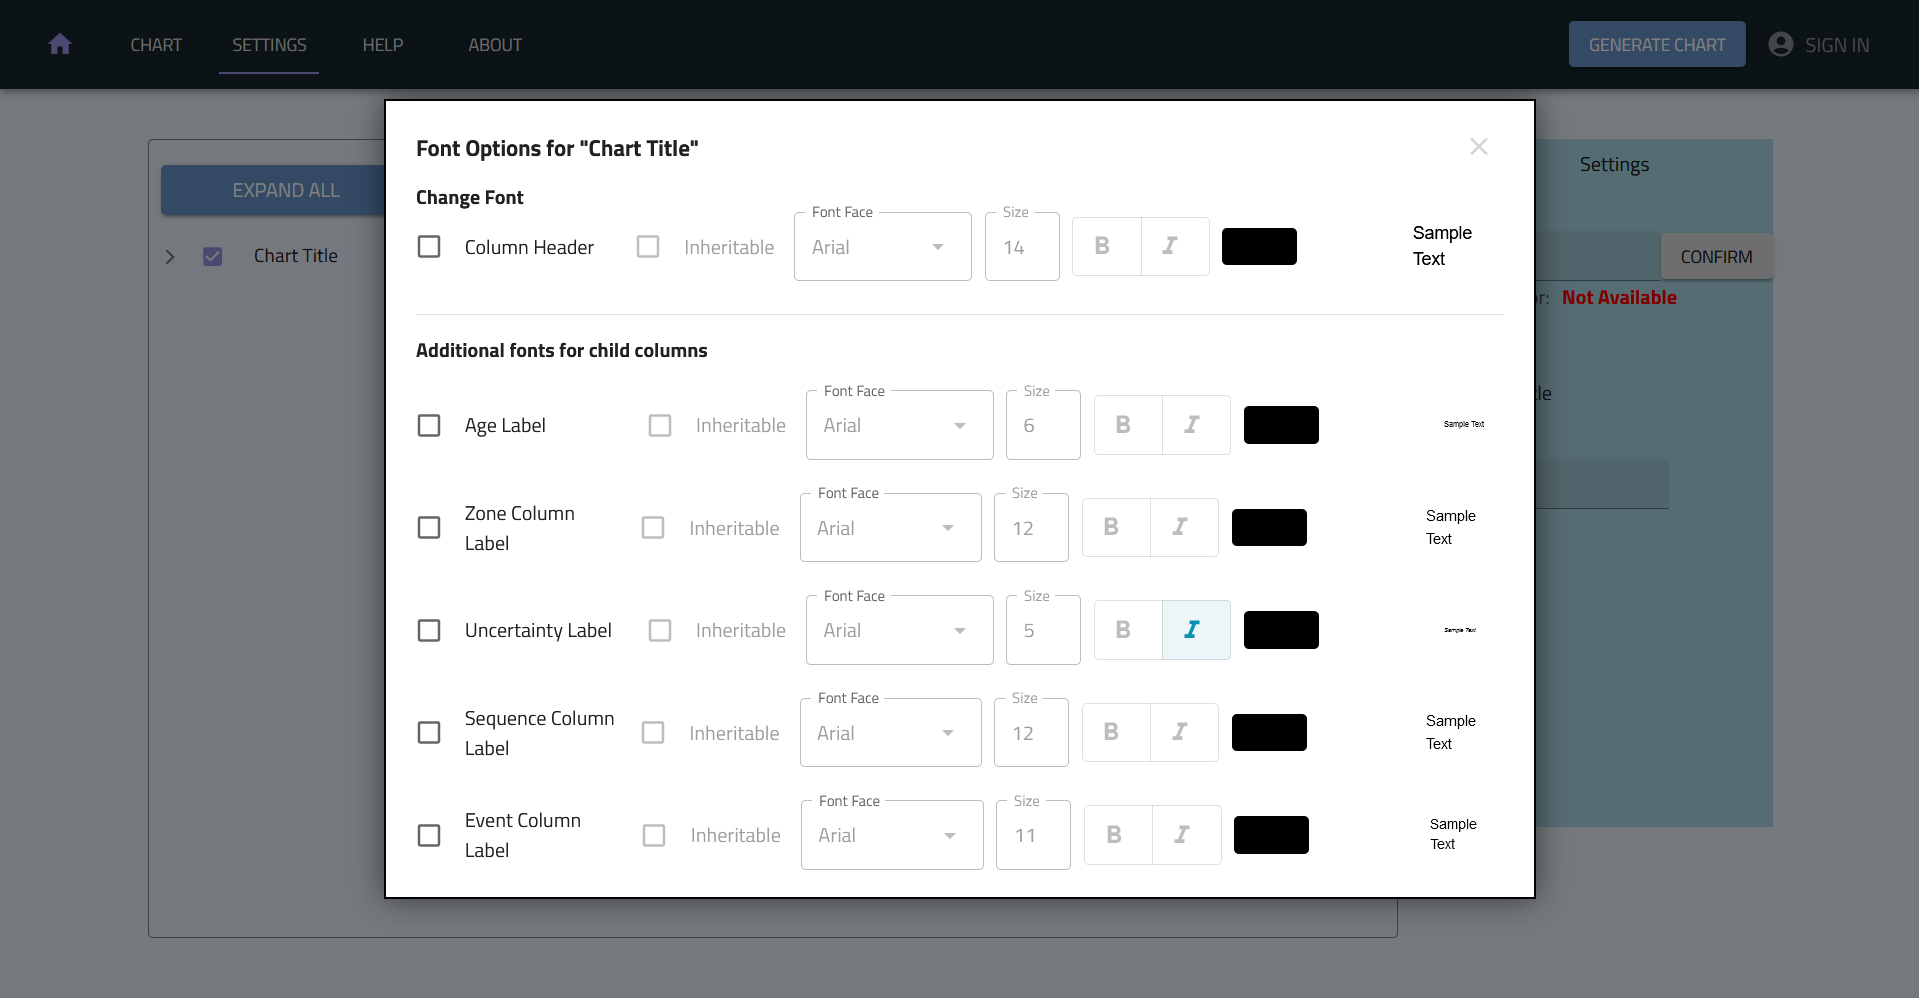 CHART SETTINGS HELP ABOUT GENERATE CHART SIGN IN
EXPAND ALL
Chart Title
Font Options for "Chart Title"
Change Font
Column Header Inheritable Font Face Arial Size 14 B I Sample
Text
Additional fonts for child columns
Age Label Inheritable Font Face Arial Size 6 B I Sample Text
Zone Column
Label Inheritable Font Face Arial Size 12 B I Sample
Text
Uncertainty Label Inheritable Font Face Arial Size 5 B I Sample Text
Sequence Column
Label Inheritable Font Face Arial Size 12 B I Sample
Text
Event Column
Label Inheritable Font Face Arial Size 11 B I Sample
Text
Settings
CONFIRM
Not Available